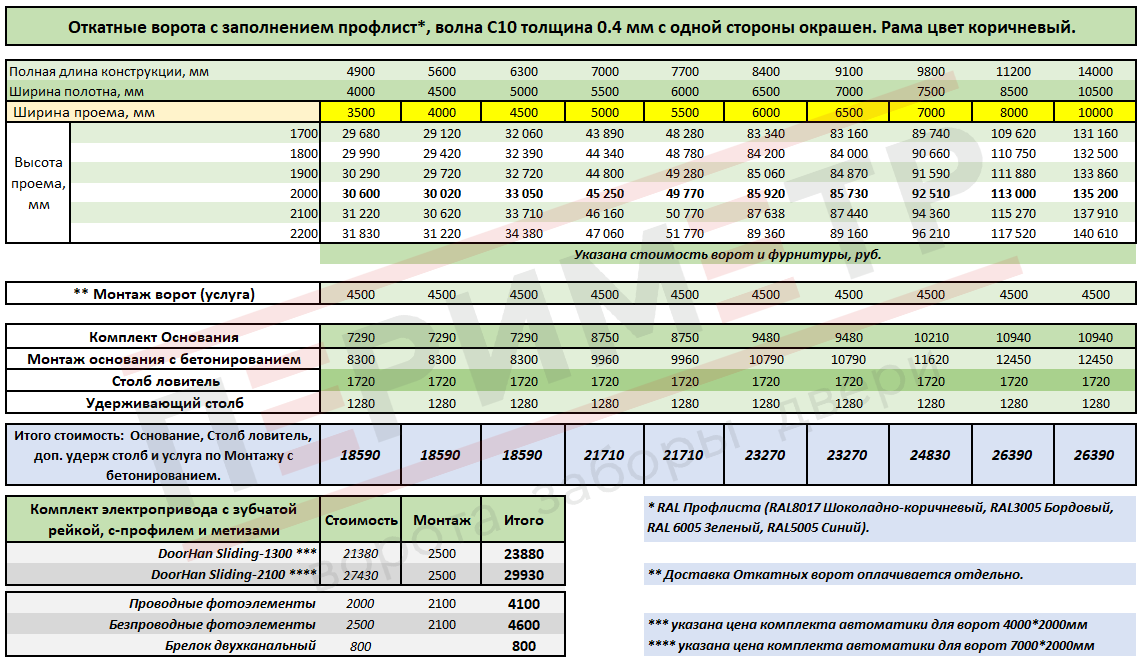 Откатные ворота с заполнением профлист*, волна С10 толщина 0.4 мм с одной стороны окрашен. Рама цвет коричневый.
Полная длина конструкции, мм 4900 5600 6300 7000 7700 8400 9100 9800 11200 14000
Ширина полотна, мм 4000 4500 5000 5500 6000 6500 7000 7500 8500 10500
Ширина проема, мм 3500 4000 4500 5000 5500 6000 6500 7000 8000 10000
Высота проема, мм
1700 29 680 29 120 32 060 43 890 48 280 83 340 83 160 89 740 109 620 131 160
1800 29 990 29 420 32 390 44 340 48 780 84 200 84 000 90 660 110 750 132 500
1900 30 290 29 720 32 720 44 800 49 280 85 060 84 870 91 590 111 880 133 860
2000 30 600 30 020 33 050 45 250 49 770 85 920 85 730 92 510 113 000 135 200
2100 31 220 30 620 33 710 46 160 50 770 87 638 87 440 94 360 115 270 137 910
2200 31 830 31 220 34 380 47 060 51 770 89 360 89 160 96 210 117 520 140 610
Указана стоимость ворот и фурнитуры, руб.
** Монтаж ворот (услуга) 4500 4500 4500 4500 4500 4500 4500 4500 4500 4500
Комплект Основания 7290 7290 7290 8750 8750 9480 9480 10210 10940 10940
Монтаж основания с бетонированием 8300 8300 8300 9960 9960 10790 10790 11620 12450 12450
Столб ловитель 1720 1720 1720 1720 1720 1720 1720 1720 1720 1720
Удерживающий столб 1280 1280 1280 1280 1280 1280 1280 1280 1280 1280
Итого стоимость: Основание, Столб ловитель,
доп. удерж столб и услуга по Монтажу с
бетонированием.
18590 18590 18590 21710 21710 23270 23270 24830 26390 26390
Комплект электропривода с зубчатой
рейкой, с-профилем и метизами
Стоимость Монтаж Итого
DoorHan Sliding-1300 *** 21380 2500 23880
DoorHan Sliding-2100 **** 27430 2500 29930
Проводные фотоэлементы 2000 2100 4100
Безпроводные фотоэлементы 2500 2100 4600
Брелок двухканальный 800 800
* RAL Профлиста (RAL8017 Шоколадно-коричневый, RAL3005 Бордовый,
RAL 6005 Зеленый, RAL5005 Синий).
** Доставка Откатных ворот оплачивается отдельно.
*** указана цена комплекта автоматики для ворот 4000*2000мм
**** указана цена комплекта автоматики для ворот 7000*2000мм
ПЕРИМЕТР
ворота заборы двери